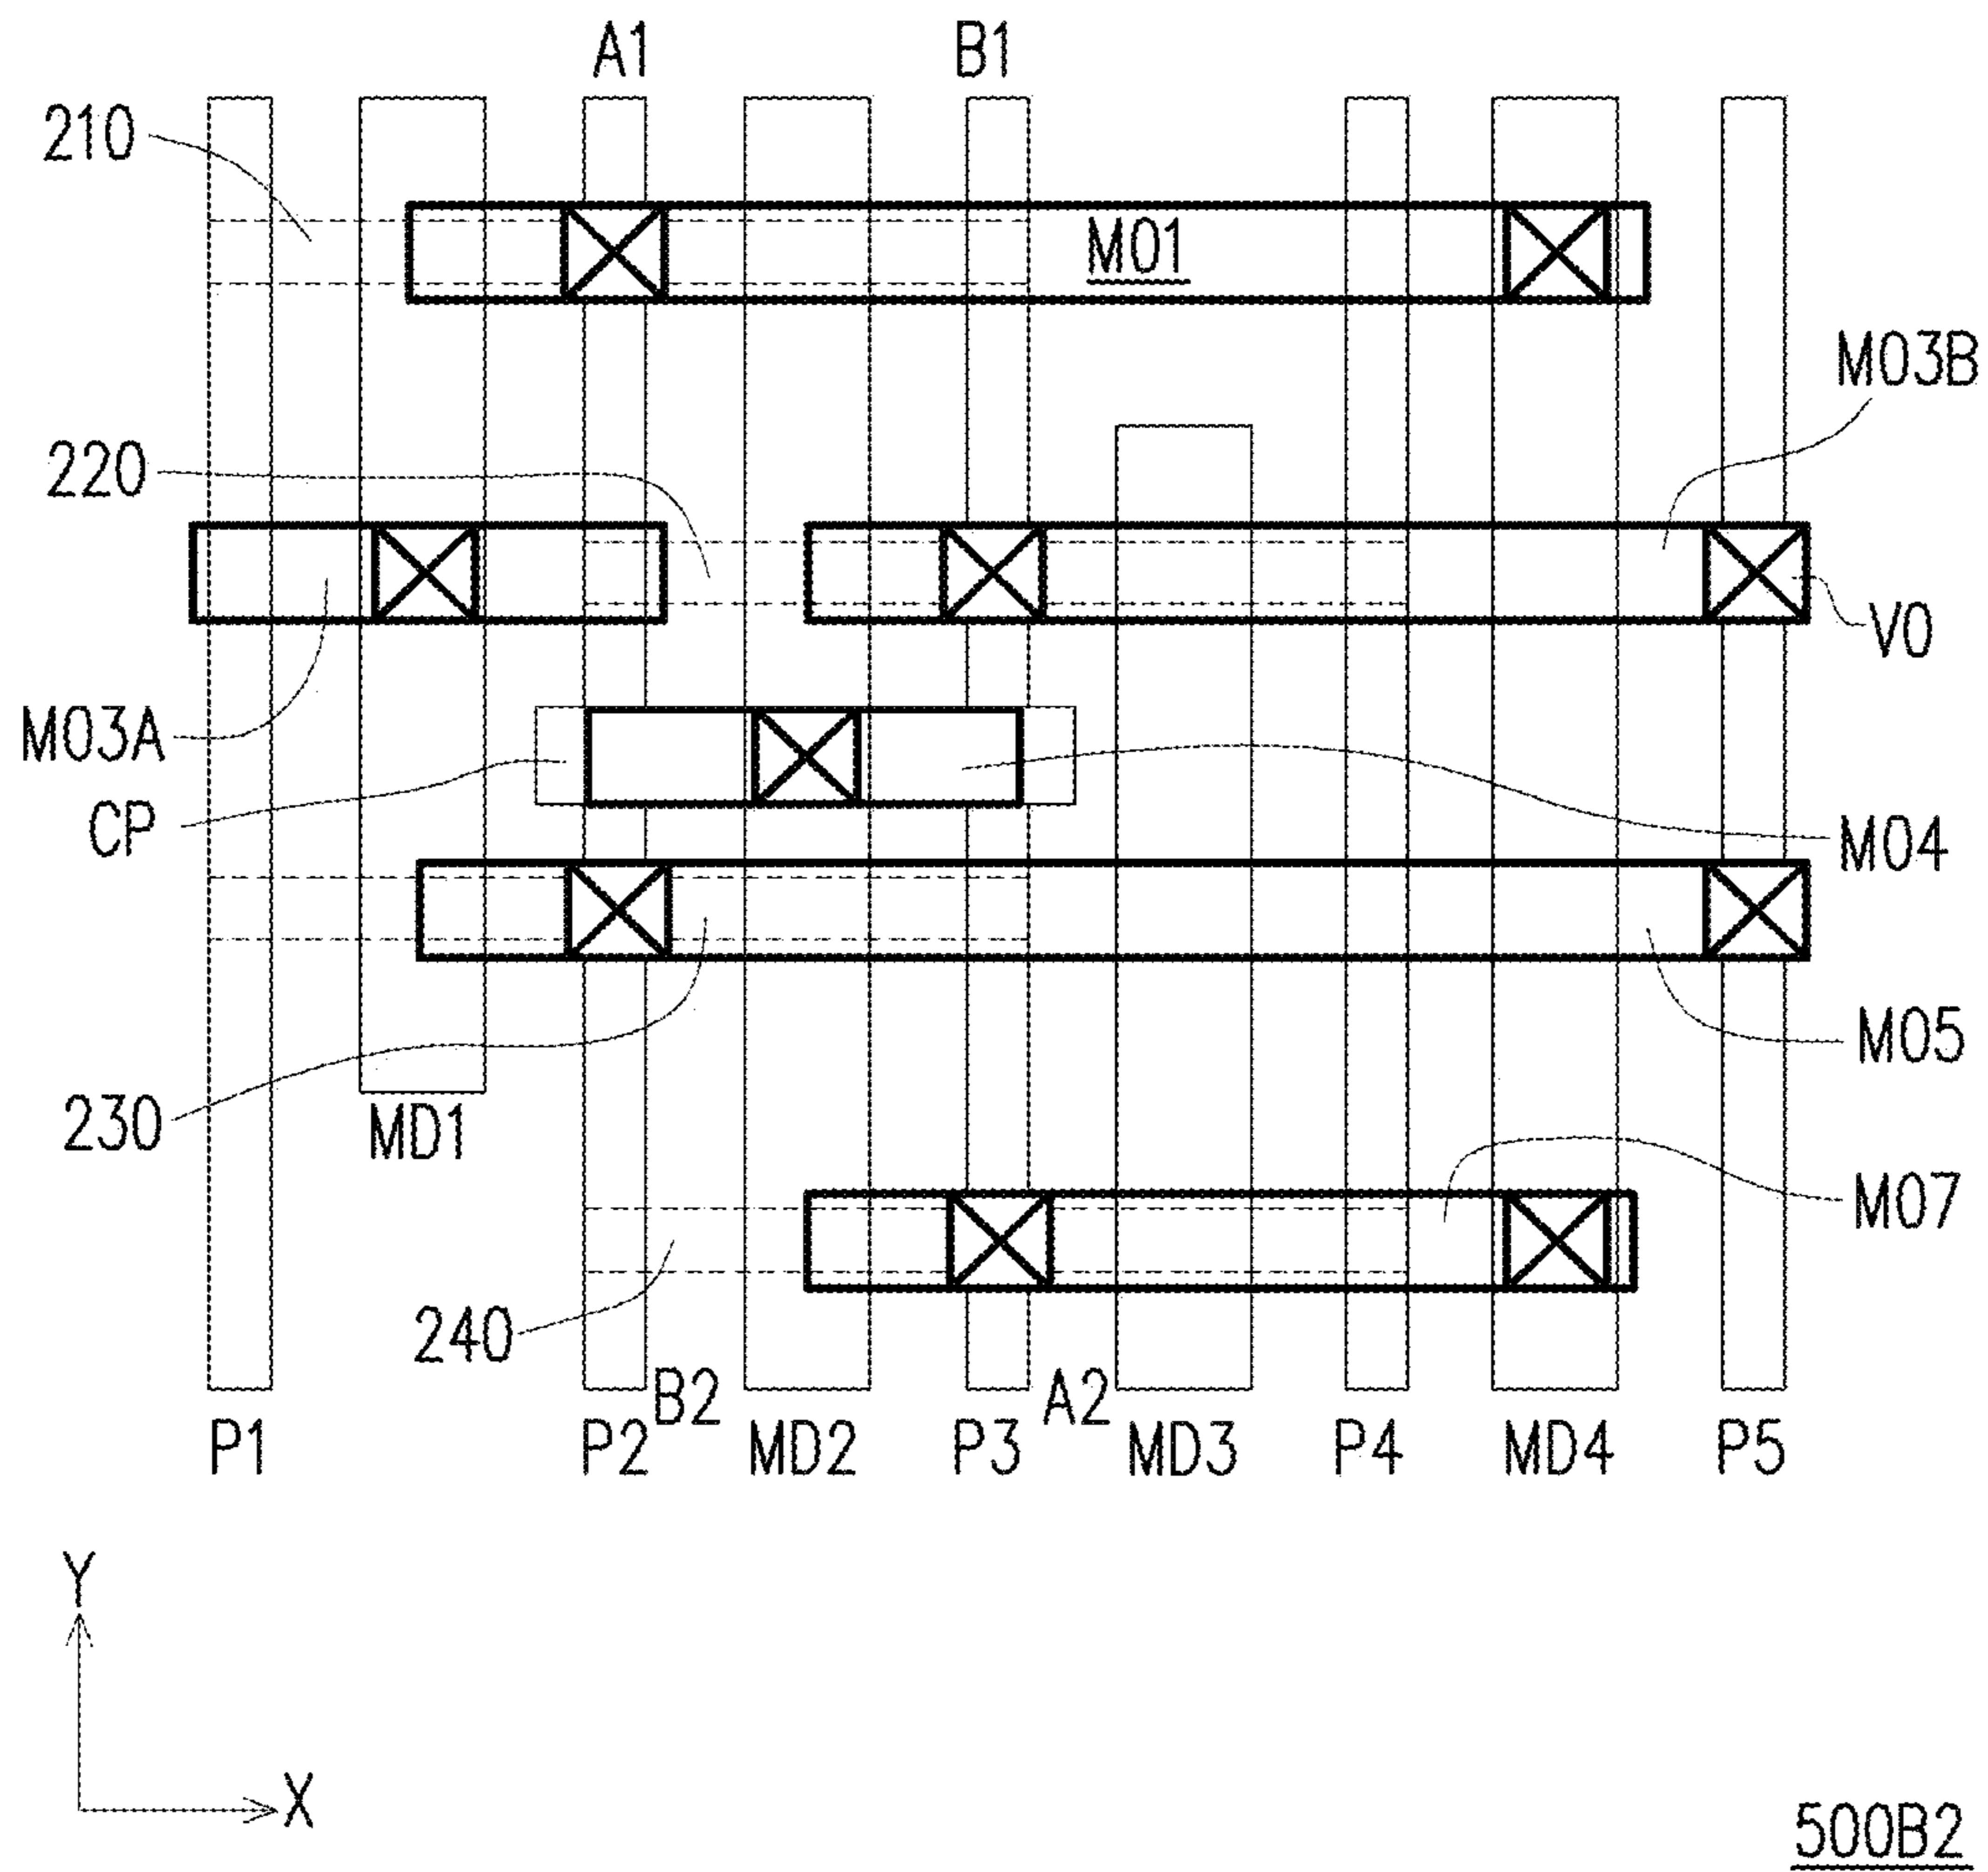 A1 B1
210
M01
M03B
220
V0
M03A
CP
M04
M05
230
MD1
M07
240
B2 A2
P1 P2 MD2 P3 MD3 P4 MD4 P5
Y
X
500B2